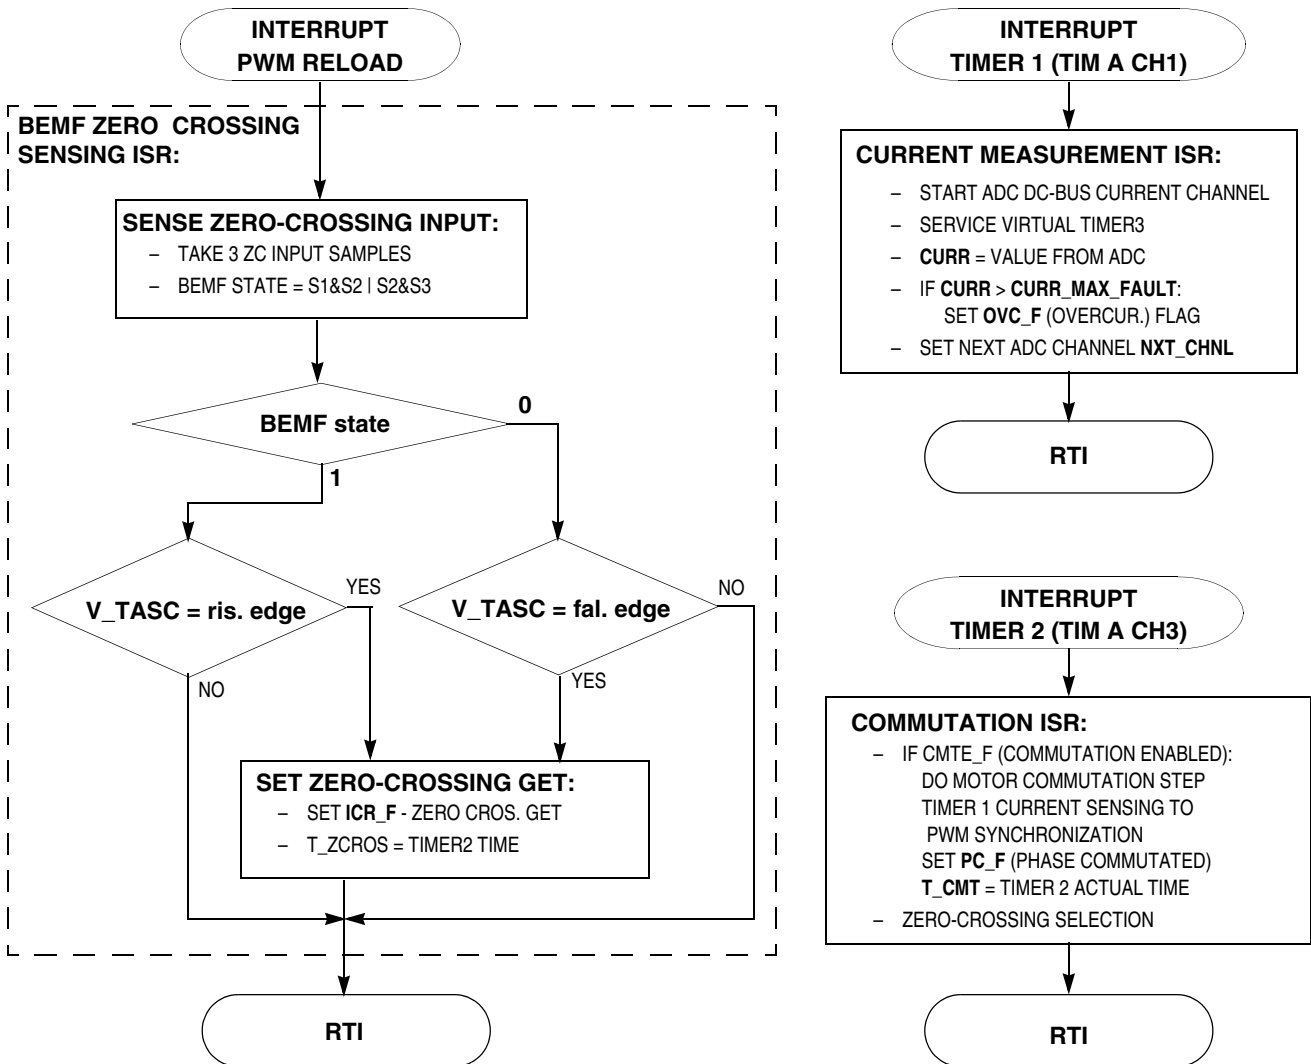 INTERRUPT
PWM RELOAD
BEMF ZERO CROSSING
SENSING ISR:
SENSE ZERO-CROSSING INPUT:
– TAKE 3 ZC INPUT SAMPLES
– BEMF STATE = S1&S2 | S2&S3
BEMF state
0
1
V_TASC = ris. edge
YES
NO
V_TASC = fal. edge
NO
YES
SET ZERO-CROSSING GET:
– SET ICR_F - ZERO CROS. GET
– T_ZCROS = TIMER2 TIME
RTI
INTERRUPT
TIMER 1 (TIM A CH1)
CURRENT MEASUREMENT ISR:
– START ADC DC-BUS CURRENT CHANNEL
– SERVICE VIRTUAL TIMER3
– CURR = VALUE FROM ADC
– IF CURR > CURR_MAX_FAULT:
SET OVC_F (OVERCUR.) FLAG
– SET NEXT ADC CHANNEL NXT_CHNL
RTI
INTERRUPT
TIMER 2 (TIM A CH3)
COMMUTATION ISR:
– IF CMTE_F (COMMUTATION ENABLED):
DO MOTOR COMMUTATION STEP
TIMER 1 CURRENT SENSING TO
PWM SYNCHRONIZATION
SET PC_F (PHASE COMMUTATED)
T_CMT = TIMER 2 ACTUAL TIME
– ZERO-CROSSING SELECTION
RTI